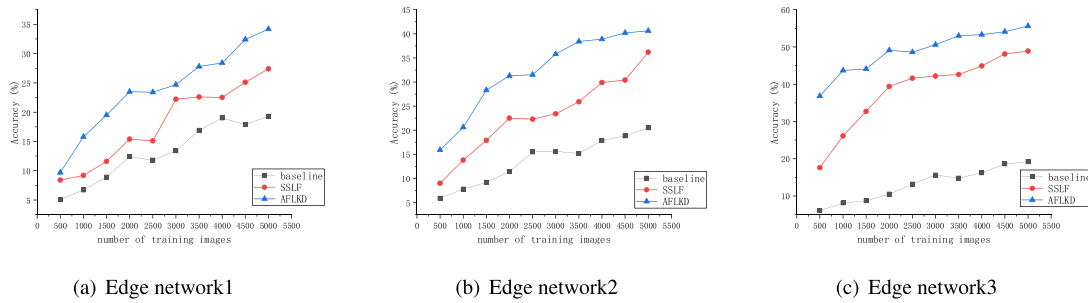 35
30
25
20
15
10
5
Accuracy (%)
0 500 1000 1500 2000 2500 3000 3500 4000 4500 5000 5500
number of training images
baseline
SSLF
AFLKD
(a) Edge network1
45
40
35
30
25
20
15
10
5
Accuracy (%)
0 500 1000 1500 2000 2500 3000 3500 4000 4500 5000 5500
number of training images
baseline
SSLF
AFLKD
(b) Edge network2
60
50
40
30
20
10
Accuracy (%)
0 500 1000 1500 2000 2500 3000 3500 4000 4500 5000 5500
number of training images
baseline
SSLF
AFLKD
(c) Edge network3